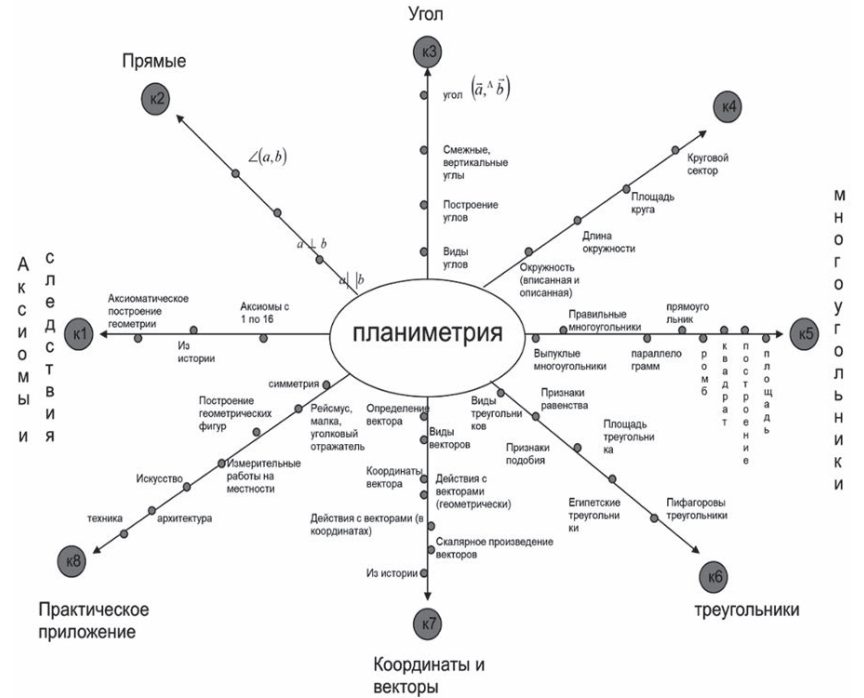 Угол
к3
Прямые
к2
угол (a⃗,^ b⃗)
к4
∠(a,b)
Смежные,
вертикальные
углы
Круговой
сектор
Площадь
круга
Построение
углов
Длина
окружности
a ⊥ b
Виды
углов
Окружность
(вписанная и
описанная)
a| |b
Аксиомы и
следствия
Аксиоматическое
построение
геометрии
Аксиомы с
1 по 16
к1
Из
истории
планиметрия
Правильные
многоугольники
прямоуго
льник
к5
Выпуклые
многоугольники
параллело
грамм
ромб
квадрат
построение
площадь
многоугольники
симметрия
Построение
геометрических
фигур
Рейсмус,
малка,
уголковый
отражатель
Определение
вектора
Виды
векторов
Виды
треугольни
ков
Признаки
равенства
Признаки
подобия
Площадь
треугольни
ка
Искусство
Измерительные
работы на
местности
Координаты
вектора
Действия с
векторами
(геометрически)
Египетские
треугольни
ки
Пифагоровы
треугольники
техника
архитектура
Действия с векторами (в
координатах)
Скалярное произведение
векторов
Из истории
к8
к6
Практическое
приложение
к7
треугольники
Координаты и
векторы